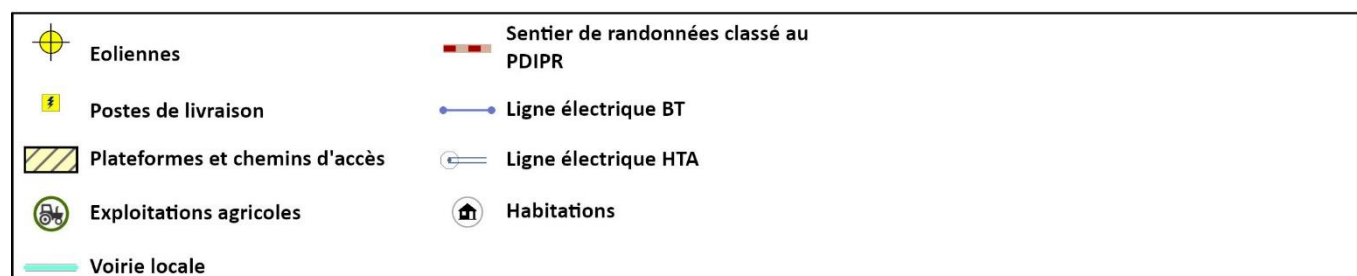 Eoliennes
Postes de livraison
Plateformes et chemins d'accès
Exploitations agricoles
Voirie locale
Sentier de randonnées classé au
PDIPR
Ligne électrique BT
Ligne électrique HTA
Habitations